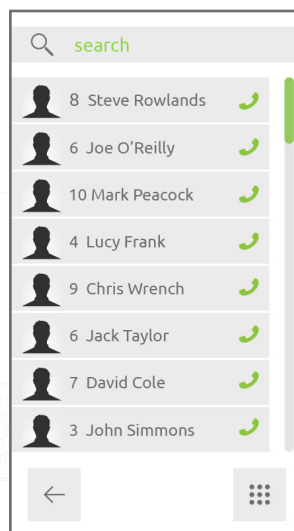 search
8 Steve Rowlands
6 Joe O’Reilly
10 Mark Peacock
4 Lucy Frank
9 Chris Wrench
6 Jack Taylor
7 David Cole
3 John Simmons